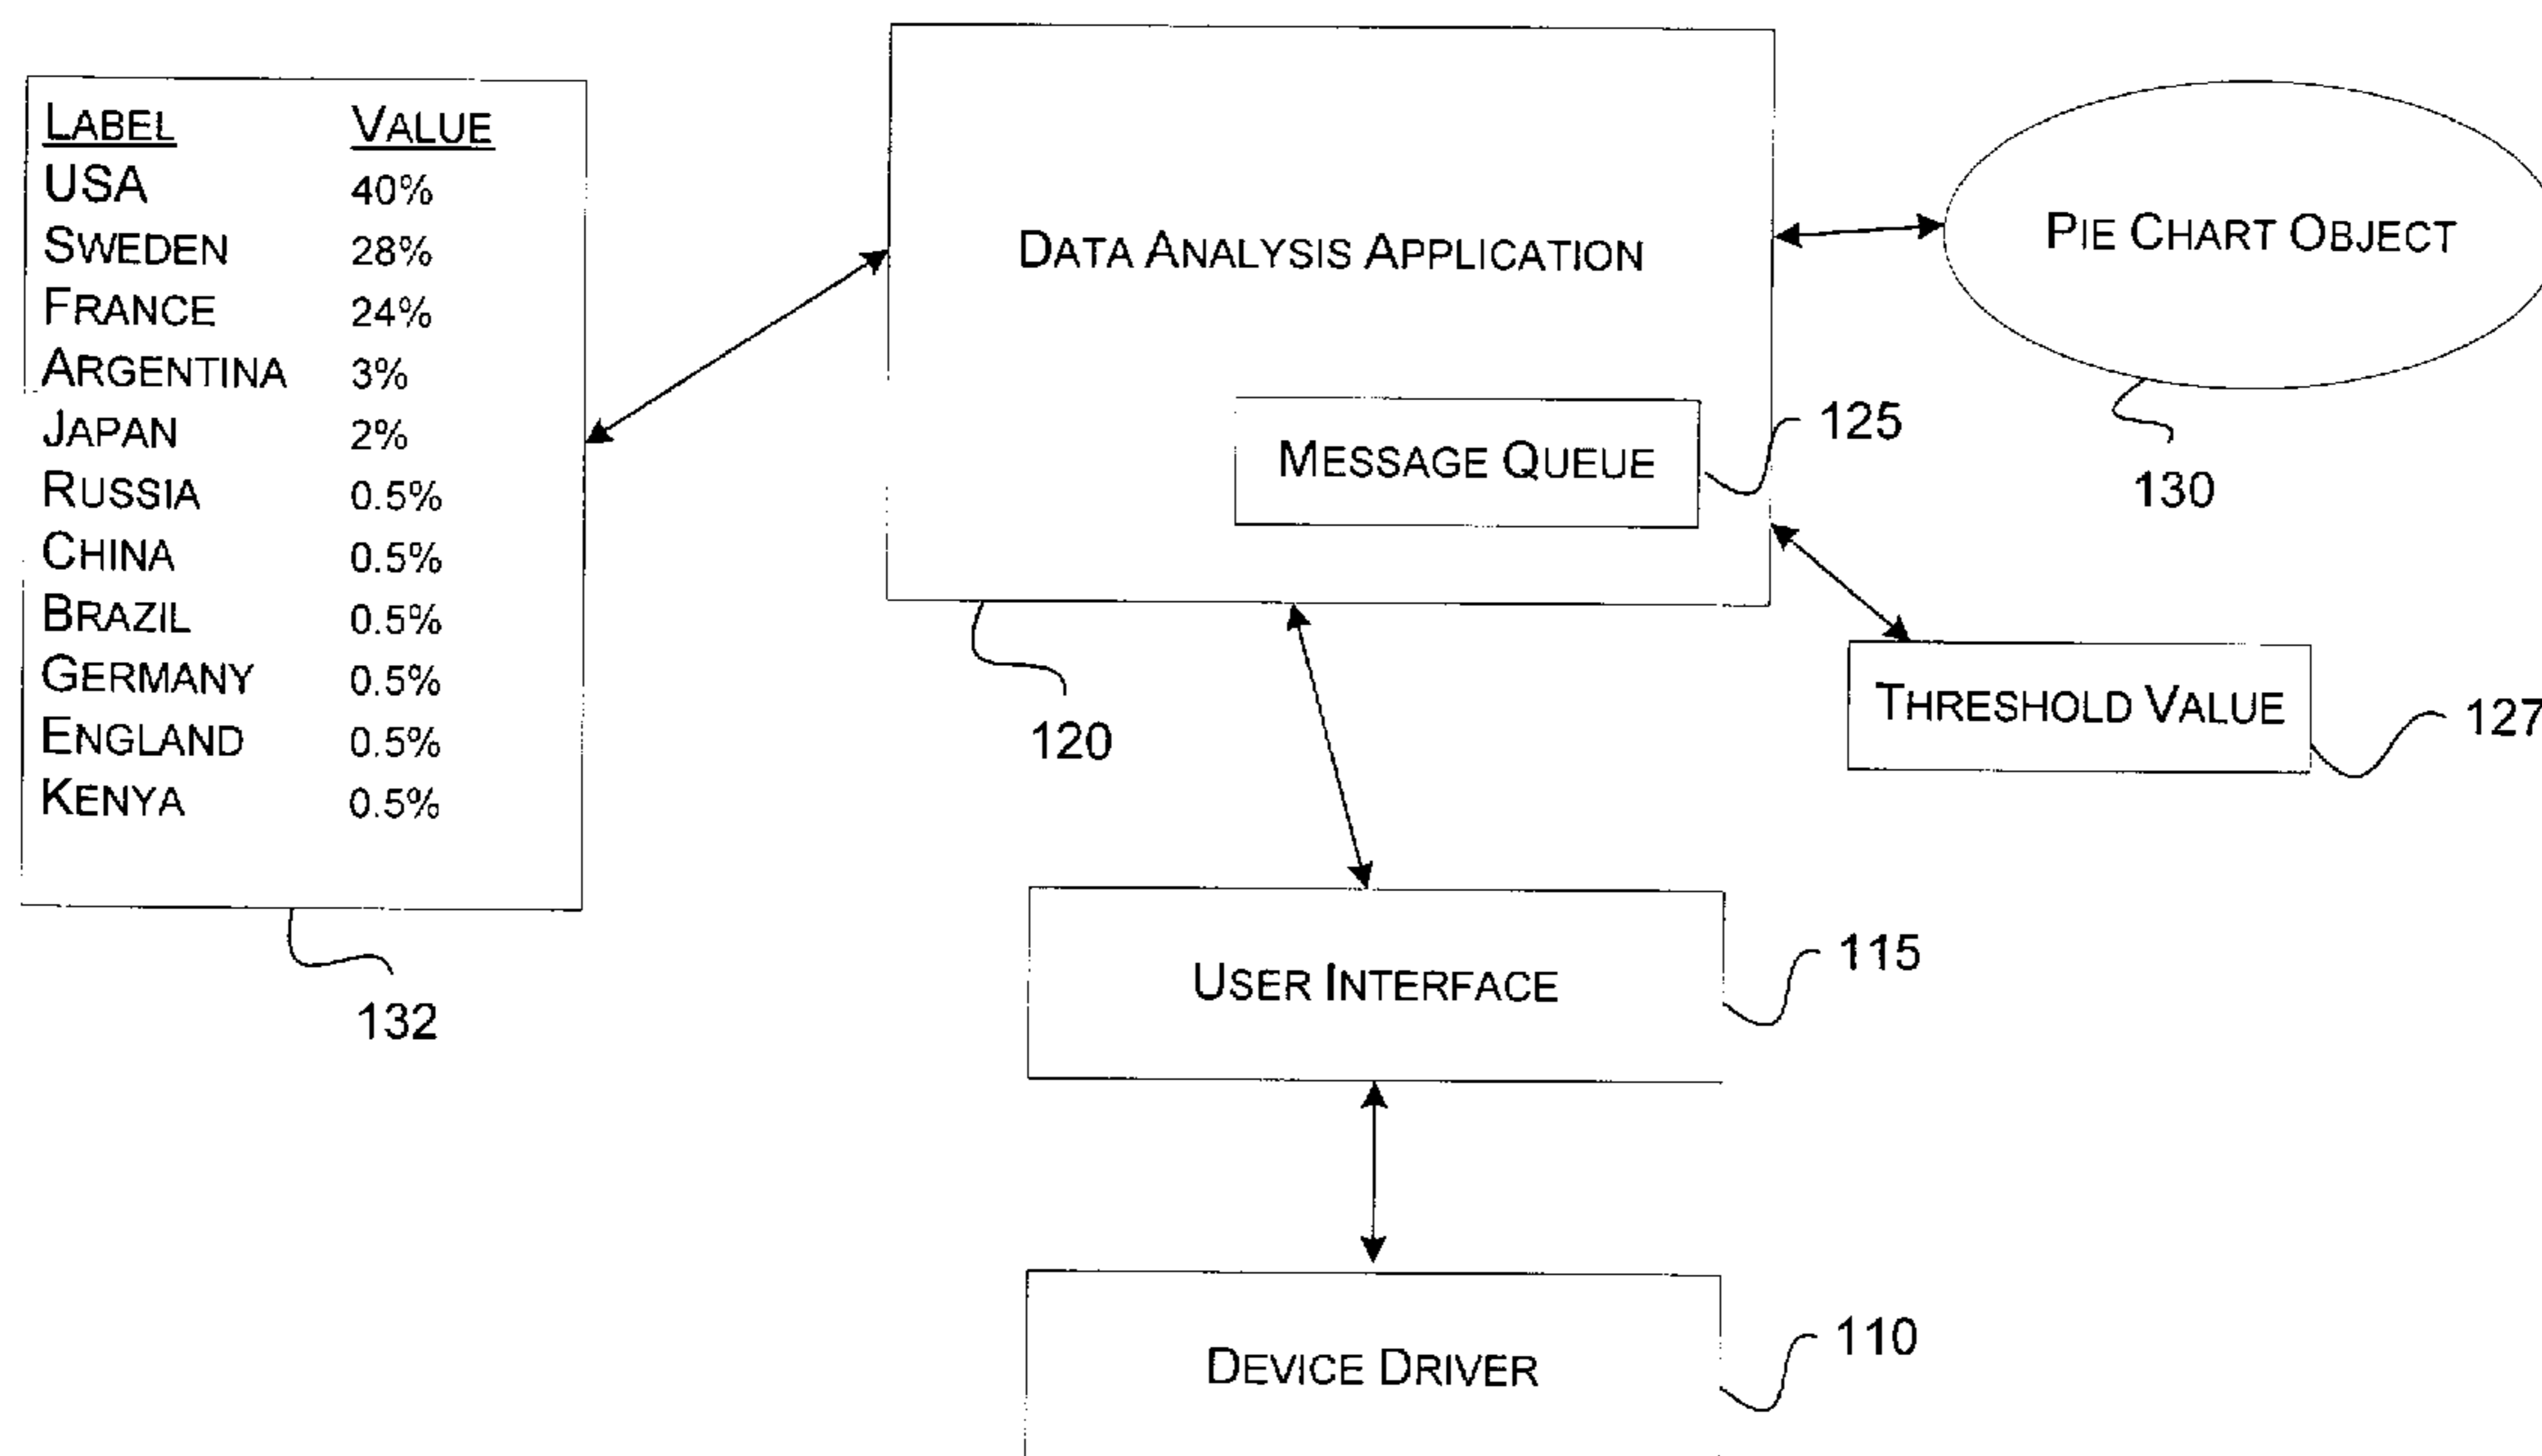 LABEL VALUE
USA 40%
SWEDEN 28%
FRANCE 24%
ARGENTINA 3%
JAPAN 2%
RUSSIA 0.5%
CHINA 0.5%
BRAZIL 0.5%
GERMANY 0.5%
ENGLAND 0.5%
KENYA 0.5%
132
DATA ANALYSIS APPLICATION
MESSAGE QUEUE
125
120
PIE CHART OBJECT
130
THRESHOLD VALUE
127
USER INTERFACE
115
DEVICE DRIVER
110